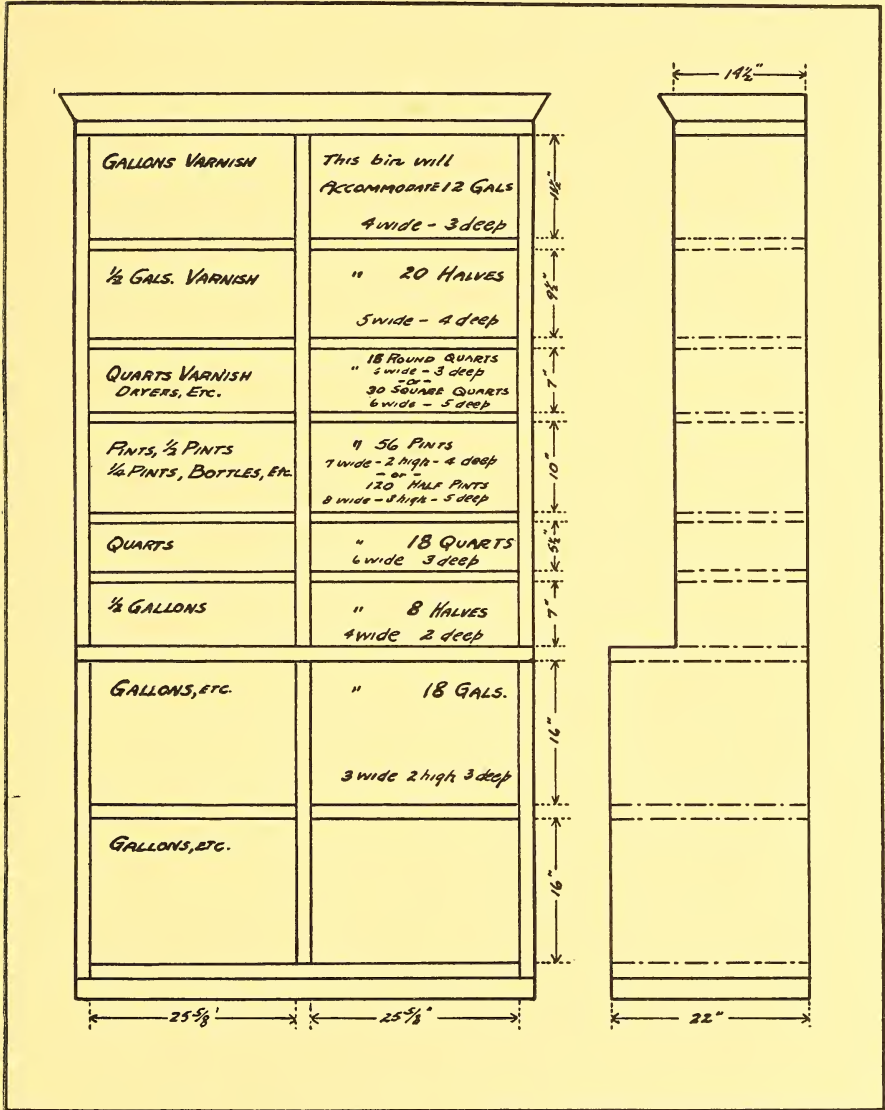 14½"
GALLONS VARNISH
This bin will
ACCOMMODATE 12 GALS
4 wide - 3 deep
11½"
½ GALS. VARNISH
" 20 HALVES
5 wide - 4 deep
9½"
QUARTS VARNISH
DRYERS, ETC.
18 ROUND QUARTS
" wide - 3 deep
-or-
30 SQUARE QUARTS
6 wide - 5 deep
7"
PINTS, ½ PINTS
¼ PINTS, BOTTLES, ETC.
" 56 PINTS
7 wide - 2 high - 4 deep
- or -
120 HALF PINTS
8 wide - 3 high - 5 deep
10"
QUARTS
" 18 QUARTS
6 wide 3 deep
5½"
½ GALLONS
" 8 HALVES
4 wide 2 deep
7"
GALLONS, ETC.
" 18 GALS.
3 wide 2 high 3 deep
16"
GALLONS, ETC.
16"
25 5/8'
25 5/8"
22"